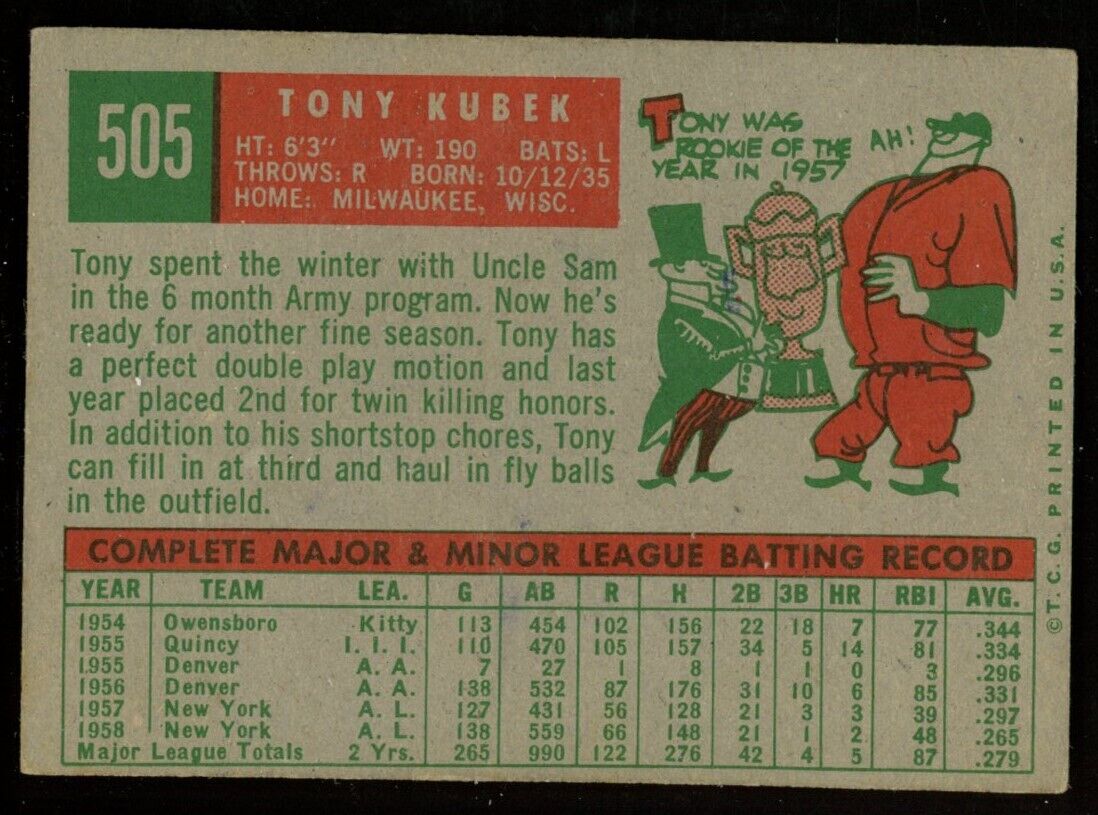 505
TONY KUBEK
HT: 6'3" WT: 190 BATS: L
THROWS: R BORN: 10/12/35
HOME: MILWAUKEE, WISC.
TONY WAS
ROOKIE OF THE
YEAR IN 1957
AH!
Tony spent the winter with Uncle Sam
in the 6 month Army program. Now he's
ready for another fine season. Tony has
a perfect double play motion and last
year placed 2nd for twin killing honors.
In addition to his shortstop chores, Tony
can fill in at third and haul in fly balls
in the outfield.
COMPLETE MAJOR & MINOR LEAGUE BATTING RECORD
YEAR TEAM LEA. G AB R H 2B 3B HR RBI AVG.
1954 Owensboro Kitty 113 454 102 156 22 18 7 77 .344
1955 Quincy I. I. I. 110 470 105 157 34 5 14 81 .334
1955 Denver A. A. 7 27 1 8 1 1 0 3 .296
1956 Denver A. A. 138 532 87 176 31 10 6 85 .331
1957 New York A. L. 127 431 56 128 21 3 3 39 .297
1958 New York A. L. 138 559 66 148 21 1 2 48 .265
Major League Totals 2 Yrs. 265 990 122 276 42 4 5 87 .279
©T. C. G. PRINTED IN U.S.A.